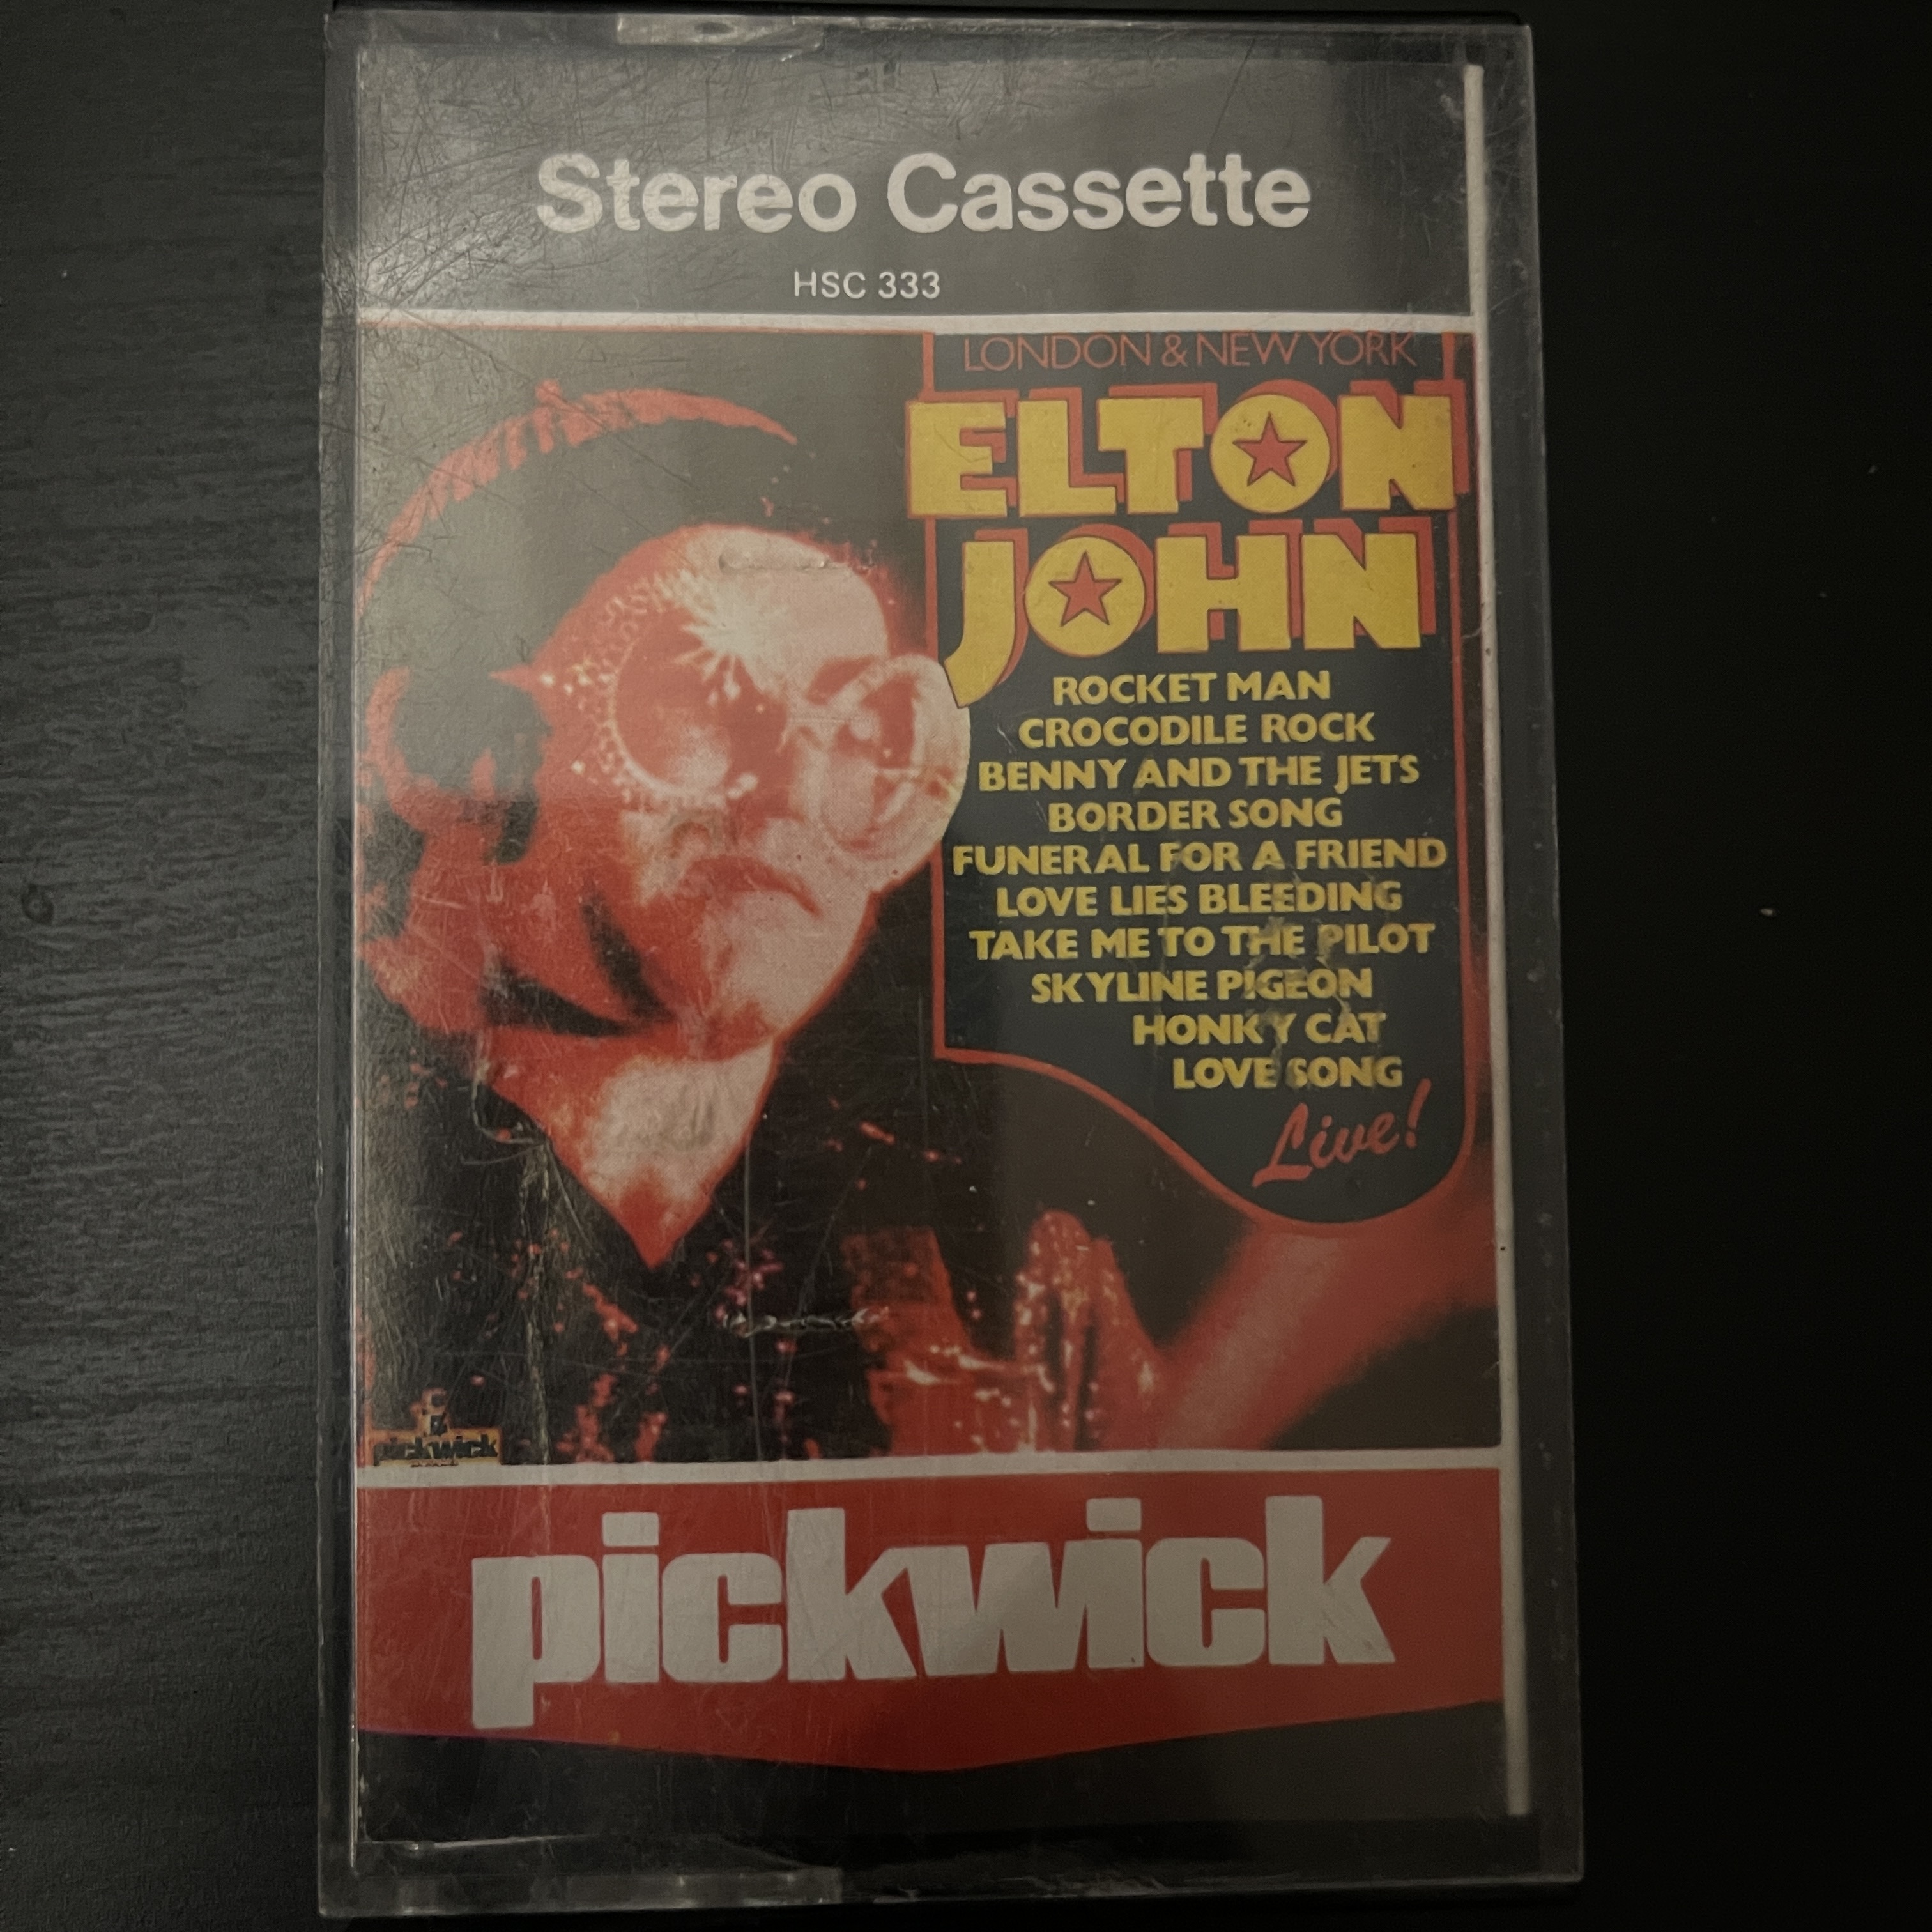 Stereo Cassette
HSC 333
LONDON & NEW YORK
ELTON
JOHN
ROCKET MAN
CROCODILE ROCK
BENNY AND THE JETS
BORDER SONG
FUNERAL FOR A FRIEND
LOVE LIES BLEEDING
TAKE ME TO THE PILOT
SKYLINE PIGEON
HONKY CAT
LOVE SONG
Live!
pickwick
pickwick